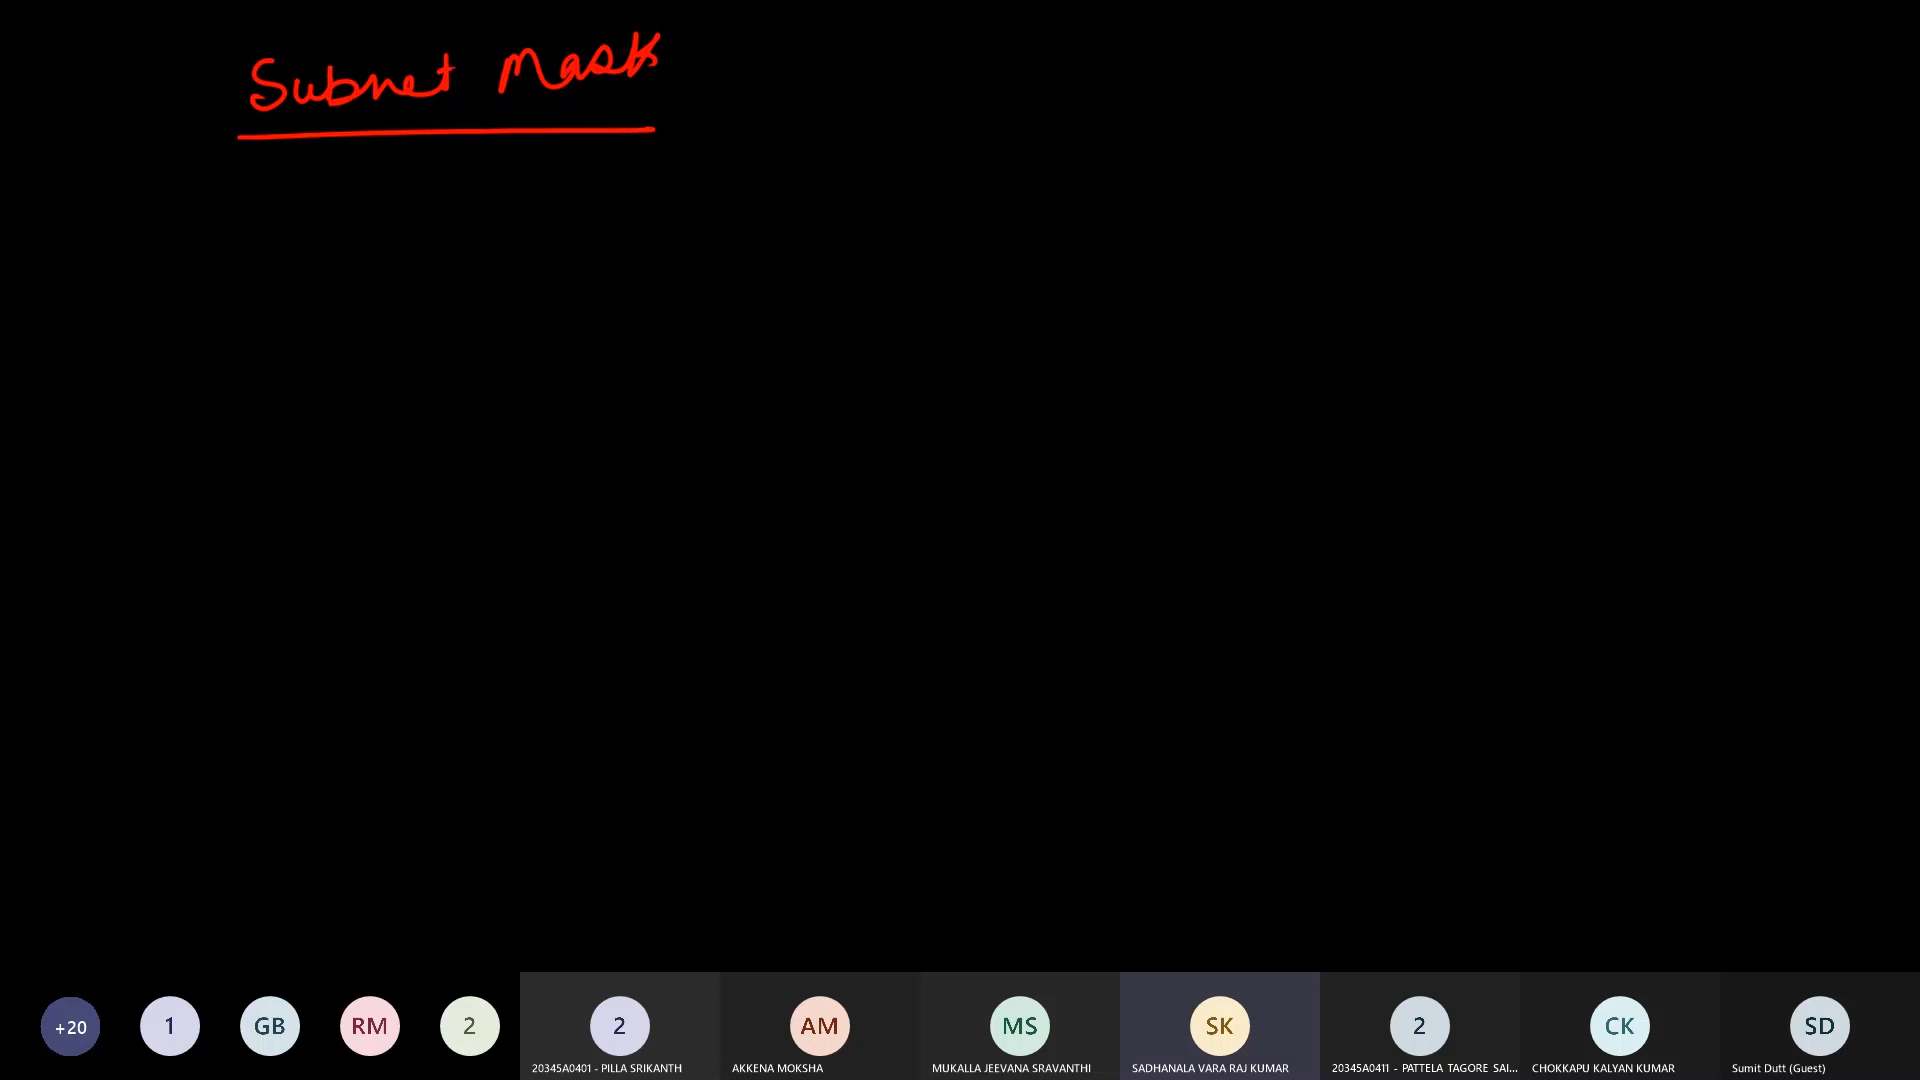 Subnet Mask
+20
1
GB
RM
2
2
AM
MS
SK
2
CK
SD
20345A0401 - PILLA SRIKANTH
AKKENA MOKSHA
MUKALLA JEEVANA SRAVANTHI
SADHANALA VARA RAJ KUMAR
20345A0411 - PATTELA TAGORE SAI...
CHOKKAPU KALYAN KUMAR
Sumit Dutt (Guest)